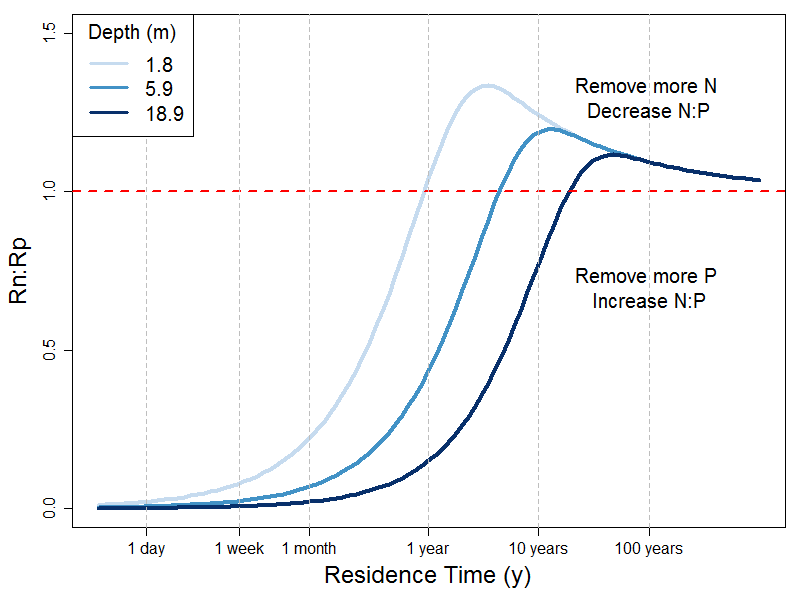 Depth (m)
1.8
5.9
18.9
Remove more N
Decrease N:P
Remove more P
Increase N:P
1.5
1.0
0.5
0.0
Rn:Rp
1 day
1 week
1 month
1 year
10 years
100 years
Residence Time (y)